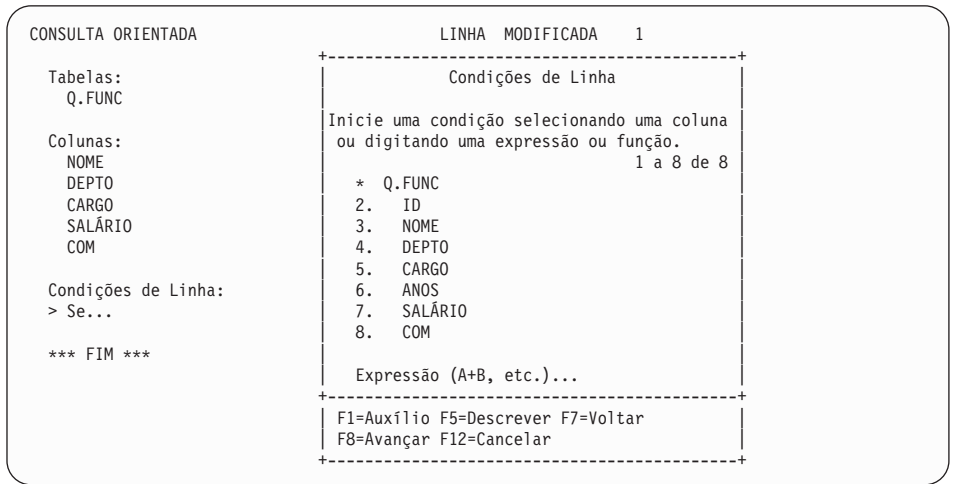 CONSULTA ORIENTADA LINHA MODIFICADA 1
+--------------------------------------------+
Tabelas: | Condições de Linha |
Q.FUNC | |
|Inicie uma condição selecionando uma coluna |
Colunas: | ou digitando uma expressão ou função. |
NOME | 1 a 8 de 8 |
DEPTO | * Q.FUNC |
CARGO | 2. ID |
SALÁRIO | 3. NOME |
COM | 4. DEPTO |
| 5. CARGO |
Condições de Linha: | 6. ANOS |
> Se... | 7. SALÁRIO |
| 8. COM |
*** FIM *** | |
| Expressão (A+B, etc.)... |
+--------------------------------------------+
| F1=Auxílio F5=Descrever F7=Voltar |
| F8=Avançar F12=Cancelar |
+--------------------------------------------+